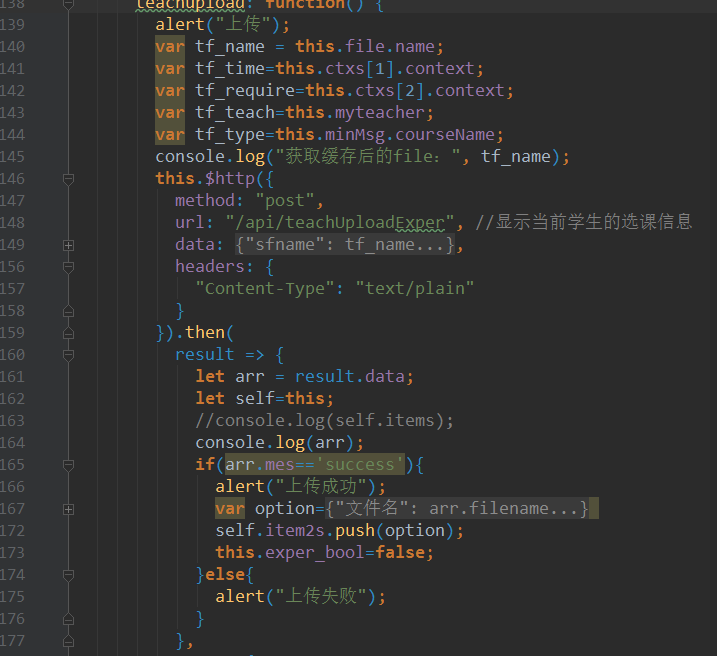 138 teachupload: function() {
139 alert("上传");
140 var tf_name = this.file.name;
141 var tf_time=this.ctxs[1].context;
142 var tf_require=this.ctxs[2].context;
143 var tf_teach=this.myteacher;
144 var tf_type=this.minMsg.courseName;
145 console.log("获取缓存后的file：", tf_name);
146 this.$http({
147 method: "post",
148 url: "/api/teachUploadExper", //显示当前学生的选课信息
149 data: {"sfname": tf_name...},
156 headers: {
157 "Content-Type": "text/plain"
158 }
159 }).then(
160 result => {
161 let arr = result.data;
162 let self=this;
163 //console.log(self.items);
164 console.log(arr);
165 if(arr.mes=='success'){
166 alert("上传成功");
167 var option={"文件名": arr.filename...}
172 self.item2s.push(option);
173 this.exper_bool=false;
174 }else{
175 alert("上传失败");
176 }
177 },